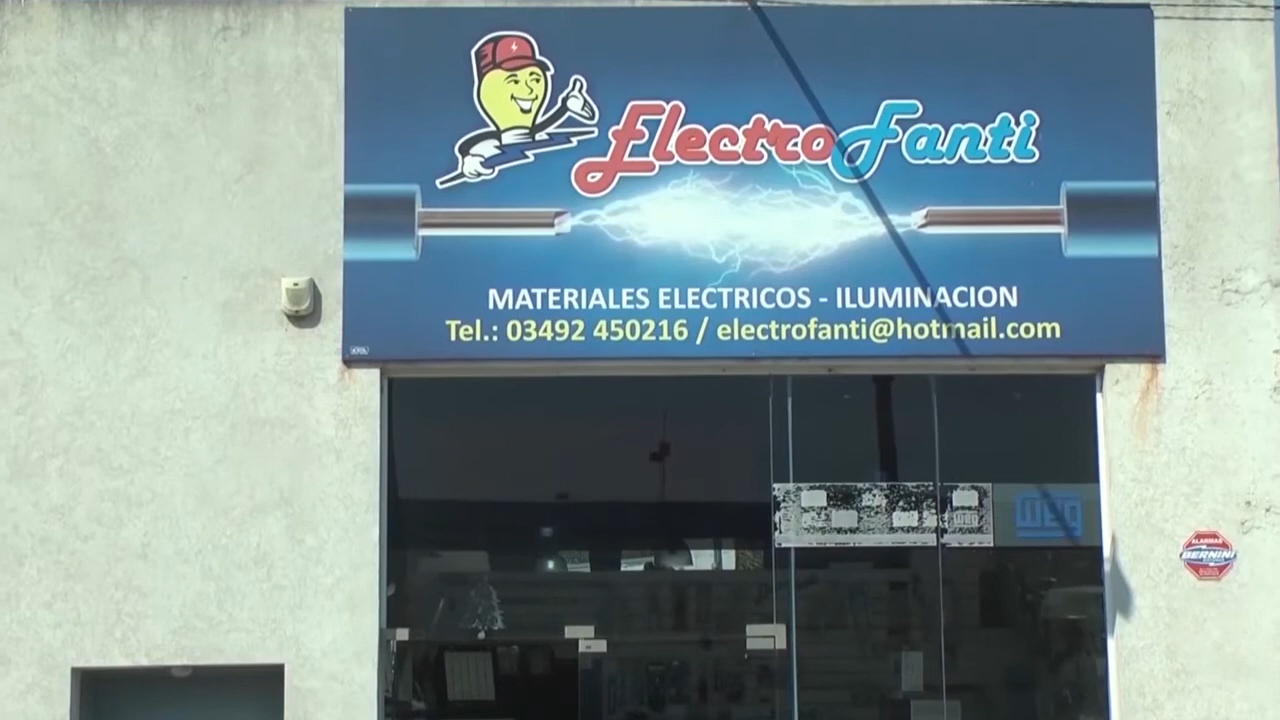 ElectroFanti
MATERIALES ELECTRICOS - ILUMINACION
Tel.: 03492 450216 / electrofanti@hotmail.com
WEG
ALARMAS
BERNINI